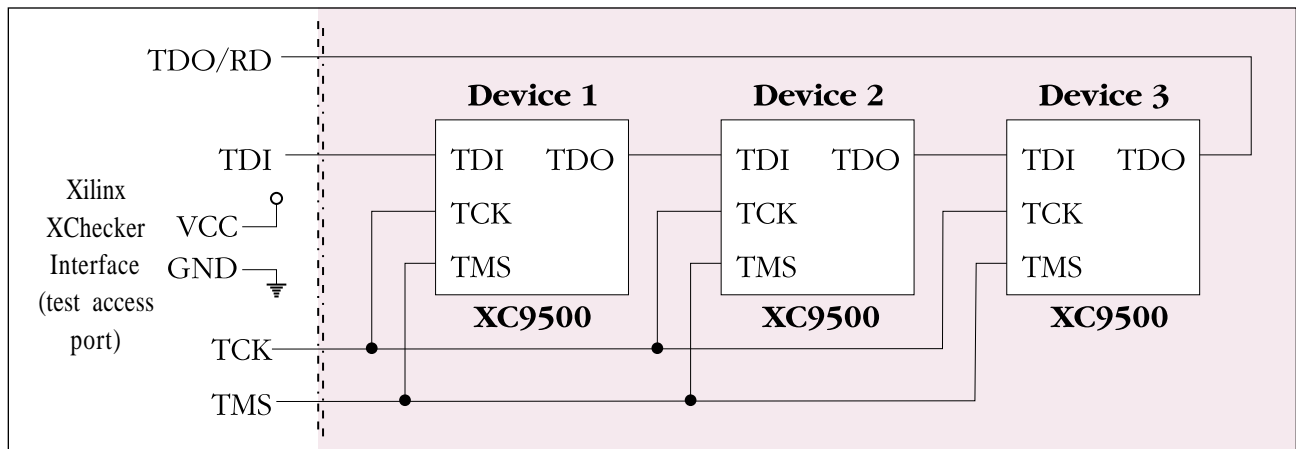 TDO/RD
Device 1
Device 2
Device 3
TDI
TDI TDO
TDI TDO
TDI TDO
Xilinx
XChecker
Interface
(test access
port)
VCC
GND
TCK
TCK
TCK
TMS
TMS
TMS
XC9500
XC9500
XC9500
TCK
TMS